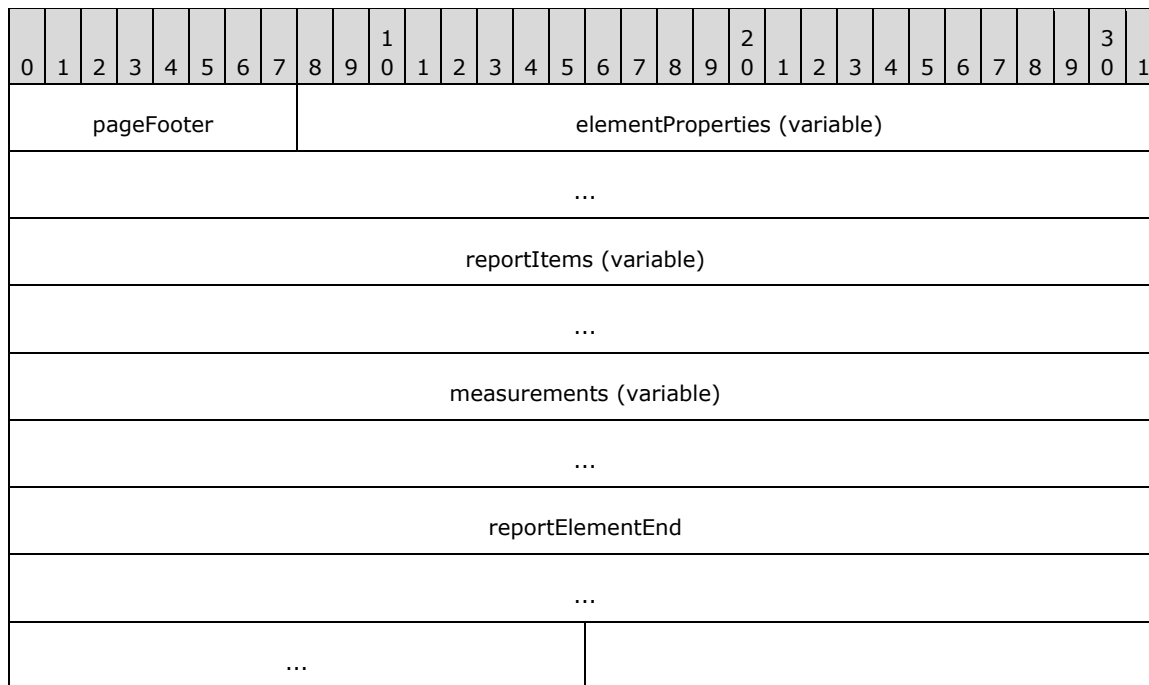 1 2 3
0 1 2 3 4 5 6 7 8 9 0 1 2 3 4 5 6 7 8 9 0 1 2 3 4 5 6 7 8 9 0 1
pageFooter elementProperties (variable)
...
reportItems (variable)
...
measurements (variable)
...
reportElementEnd
...
...